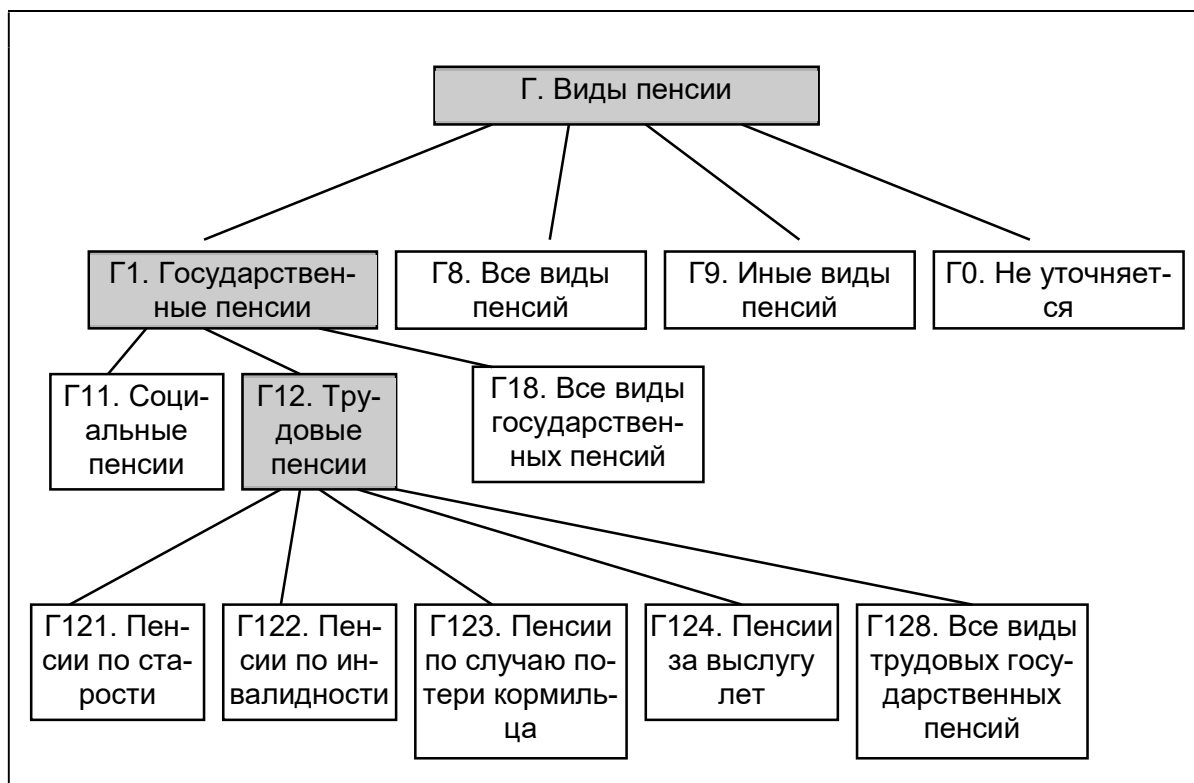 Г. Виды пенсии
Г1. Государствен-
ные пенсии
Г8. Все виды
пенсий
Г9. Иные виды
пенсий
Г0. Не уточняет-
ся
Г11. Соци-
альные
пенсии
Г12. Тру-
довые
пенсии
Г18. Все виды
государствен-
ных пенсий
Г121. Пен-
сии по ста-
рости
Г122. Пен-
сии по ин-
валидности
Г123. Пенсии
по случаю по-
тери кормиль-
ца
Г124. Пенсии
за выслугу
лет
Г128. Все виды
трудовых госу-
дарственных
пенсий